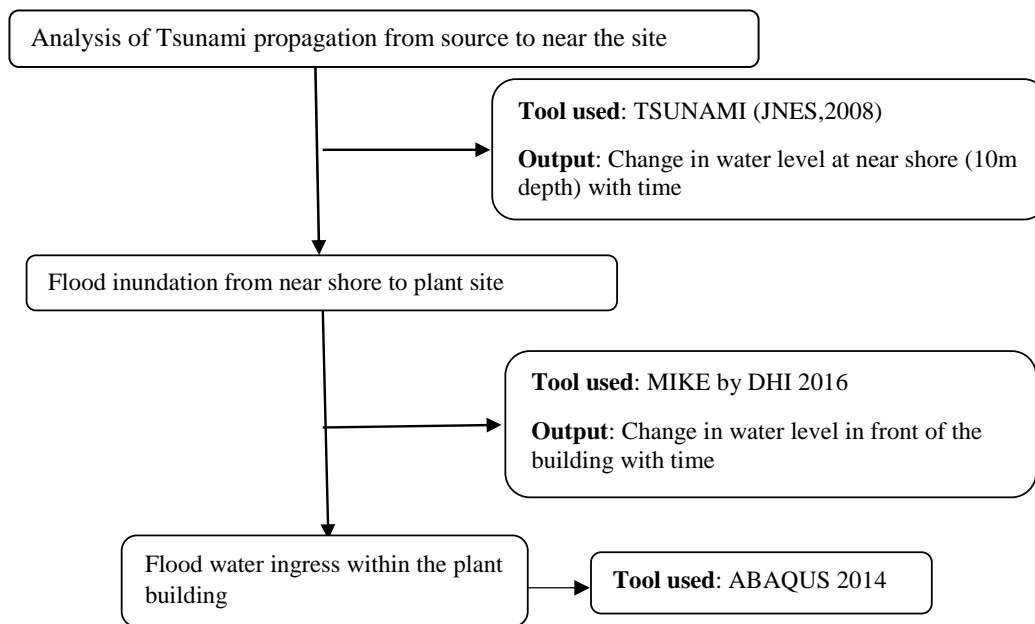 Analysis of Tsunami propagation from source to near the site
Tool used: TSUNAMI (JNES,2008)
Output: Change in water level at near shore (10m
depth) with time
Flood inundation from near shore to plant site
Tool used: MIKE by DHI 2016
Output: Change in water level in front of the
building with time
Flood water ingress within the plant
building
Tool used: ABAQUS 2014